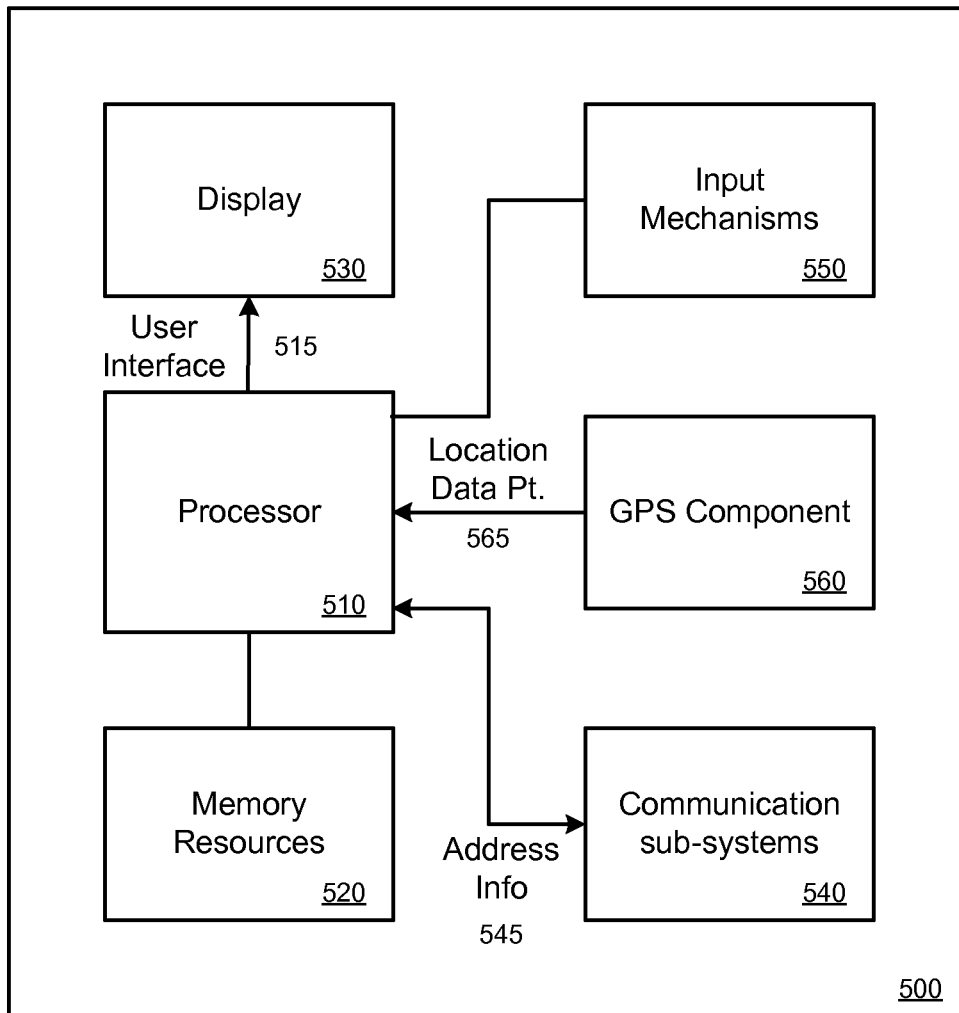 Display
530
Input
Mechanisms
550
User
Interface
515
Processor
510
Location
Data Pt.
565
GPS Component
560
Memory
Resources
520
Address
Info
545
Communication
sub-systems
540
500